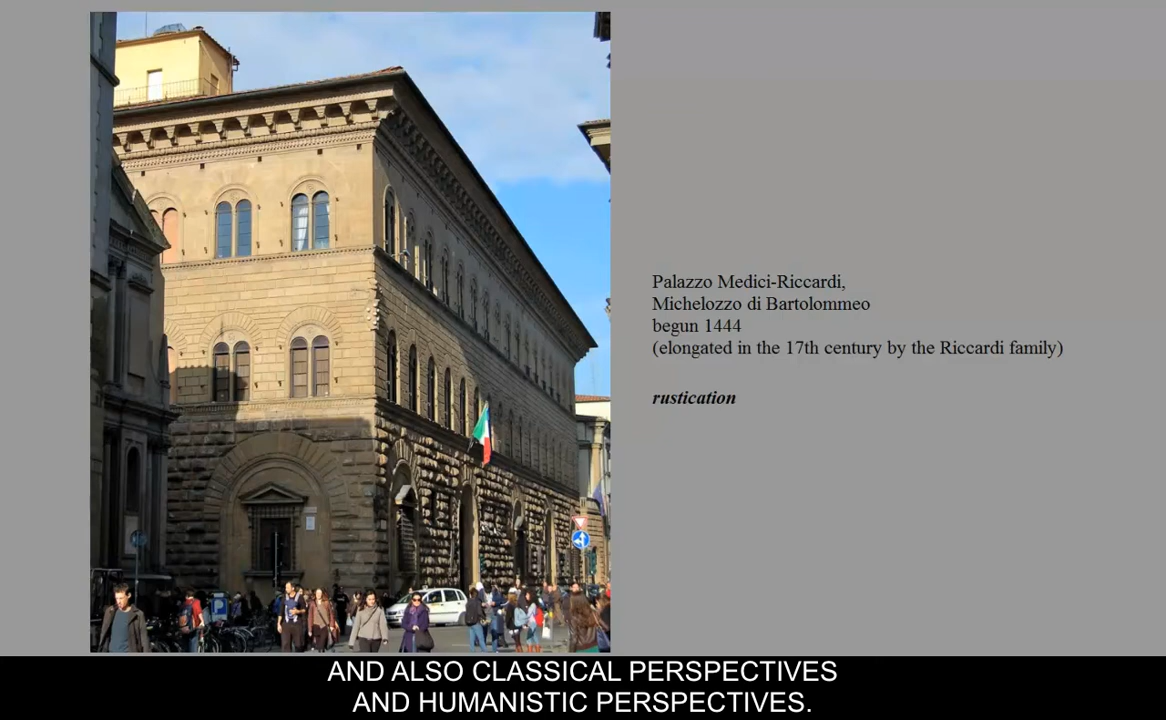 Palazzo Medici-Riccardi,
Michelozzo di Bartolommeo
begun 1444
(elongated in the 17th century by the Riccardi family)
rustication
AND ALSO CLASSICAL PERSPECTIVES
AND HUMANISTIC PERSPECTIVES.